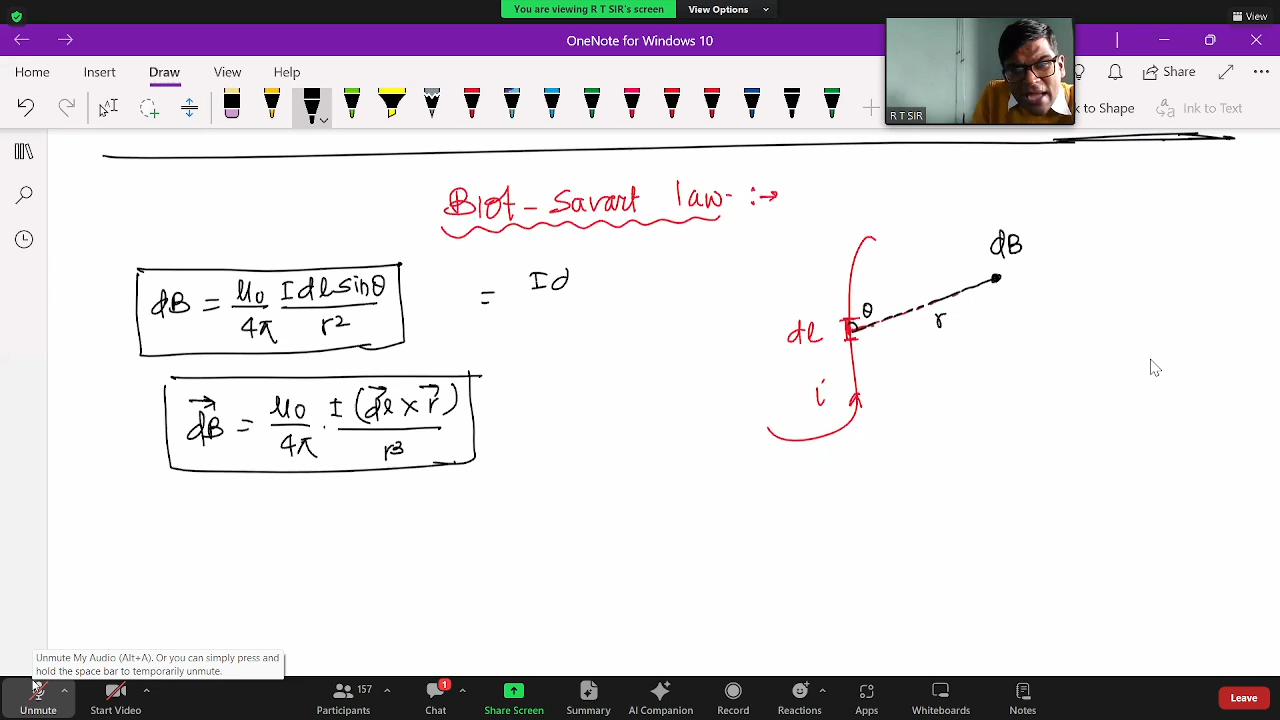 You are viewing R T SIR's screen View Options
View
OneNote for Windows 10
Home Insert Draw View Help
Share
k to Shape Ink to Text
R T SIR
Biot - Savart law :→
dB = μ₀/4π Idℓsinθ/r²
= Id
dB
θ
r
dℓ
i
dB⃗ = μ₀/4π · I(dℓ⃗ × r⃗)/r³
Unmute My Audio (Alt+A). Or you can simply press and
hold the space bar to temporarily unmute.
157
1
Unmute Start Video Participants Chat Share Screen Summary AI Companion Record Reactions Apps Whiteboards Notes
Leave